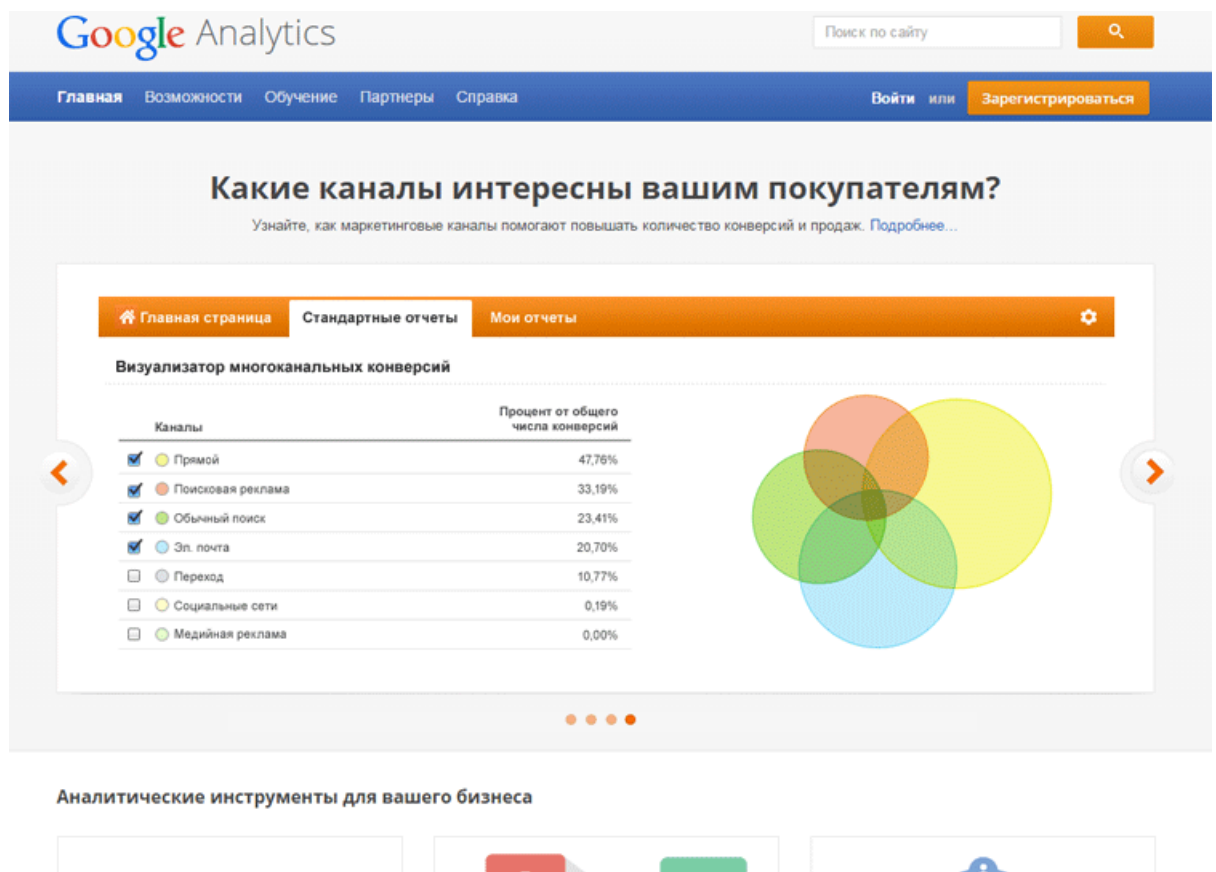 Google Analytics
Поиск по сайту
Главная Возможности Обучение Партнеры Справка Войти или Зарегистрироваться
Какие каналы интересны вашим покупателям?
Узнайте, как маркетинговые каналы помогают повышать количество конверсий и продаж. Подробнее...
Главная страница Стандартные отчеты Мои отчеты
Визуализатор многоканальных конверсий
Каналы Процент от общего
числа конверсий
Прямой 47,76%
Поисковая реклама 33,19%
Обычный поиск 23,41%
Эл. почта 20,70%
Переход 10,77%
Социальные сети 0,19%
Медийная реклама 0,00%
Аналитические инструменты для вашего бизнеса